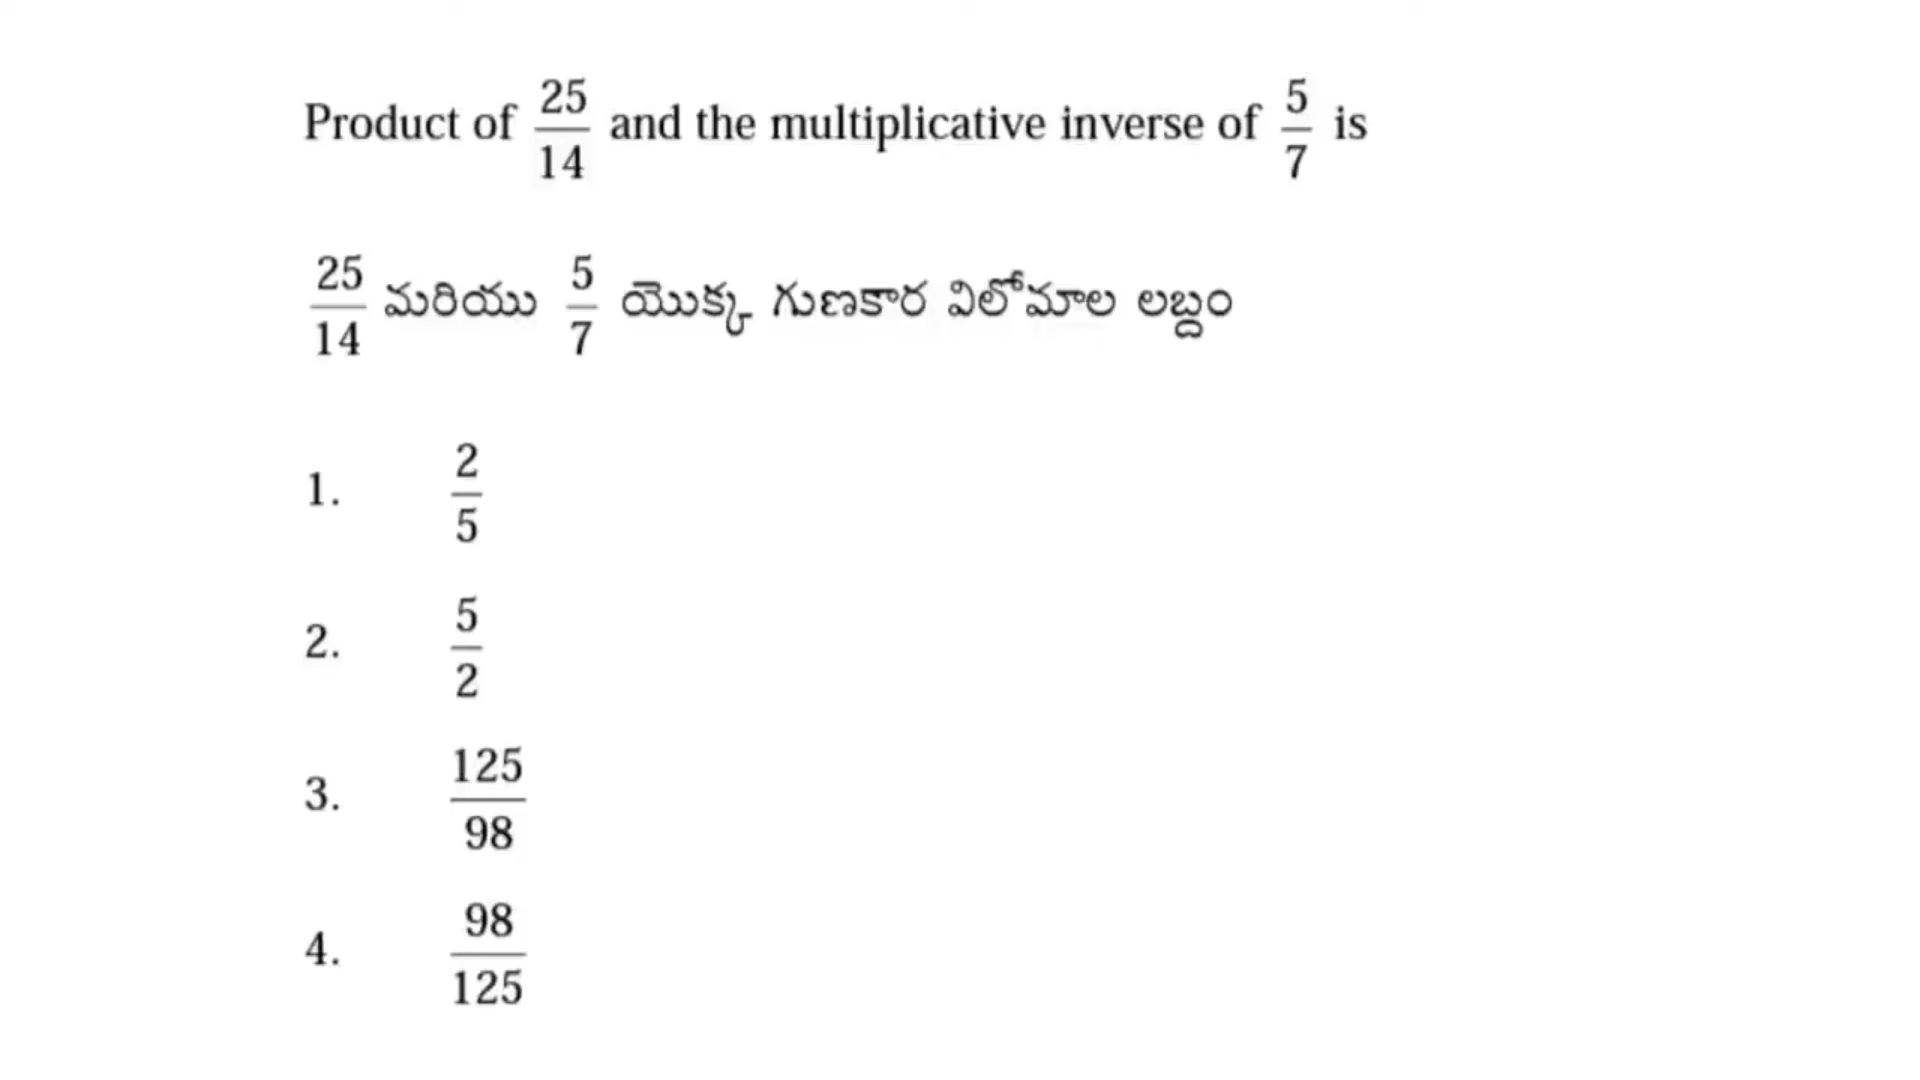 Product of 25/14 and the multiplicative inverse of 5/7 is
25/14 మరియు 5/7 యొక్క గుణకార విలోమాల లబ్దం
1. 2/5
2. 5/2
3. 125/98
4. 98/125